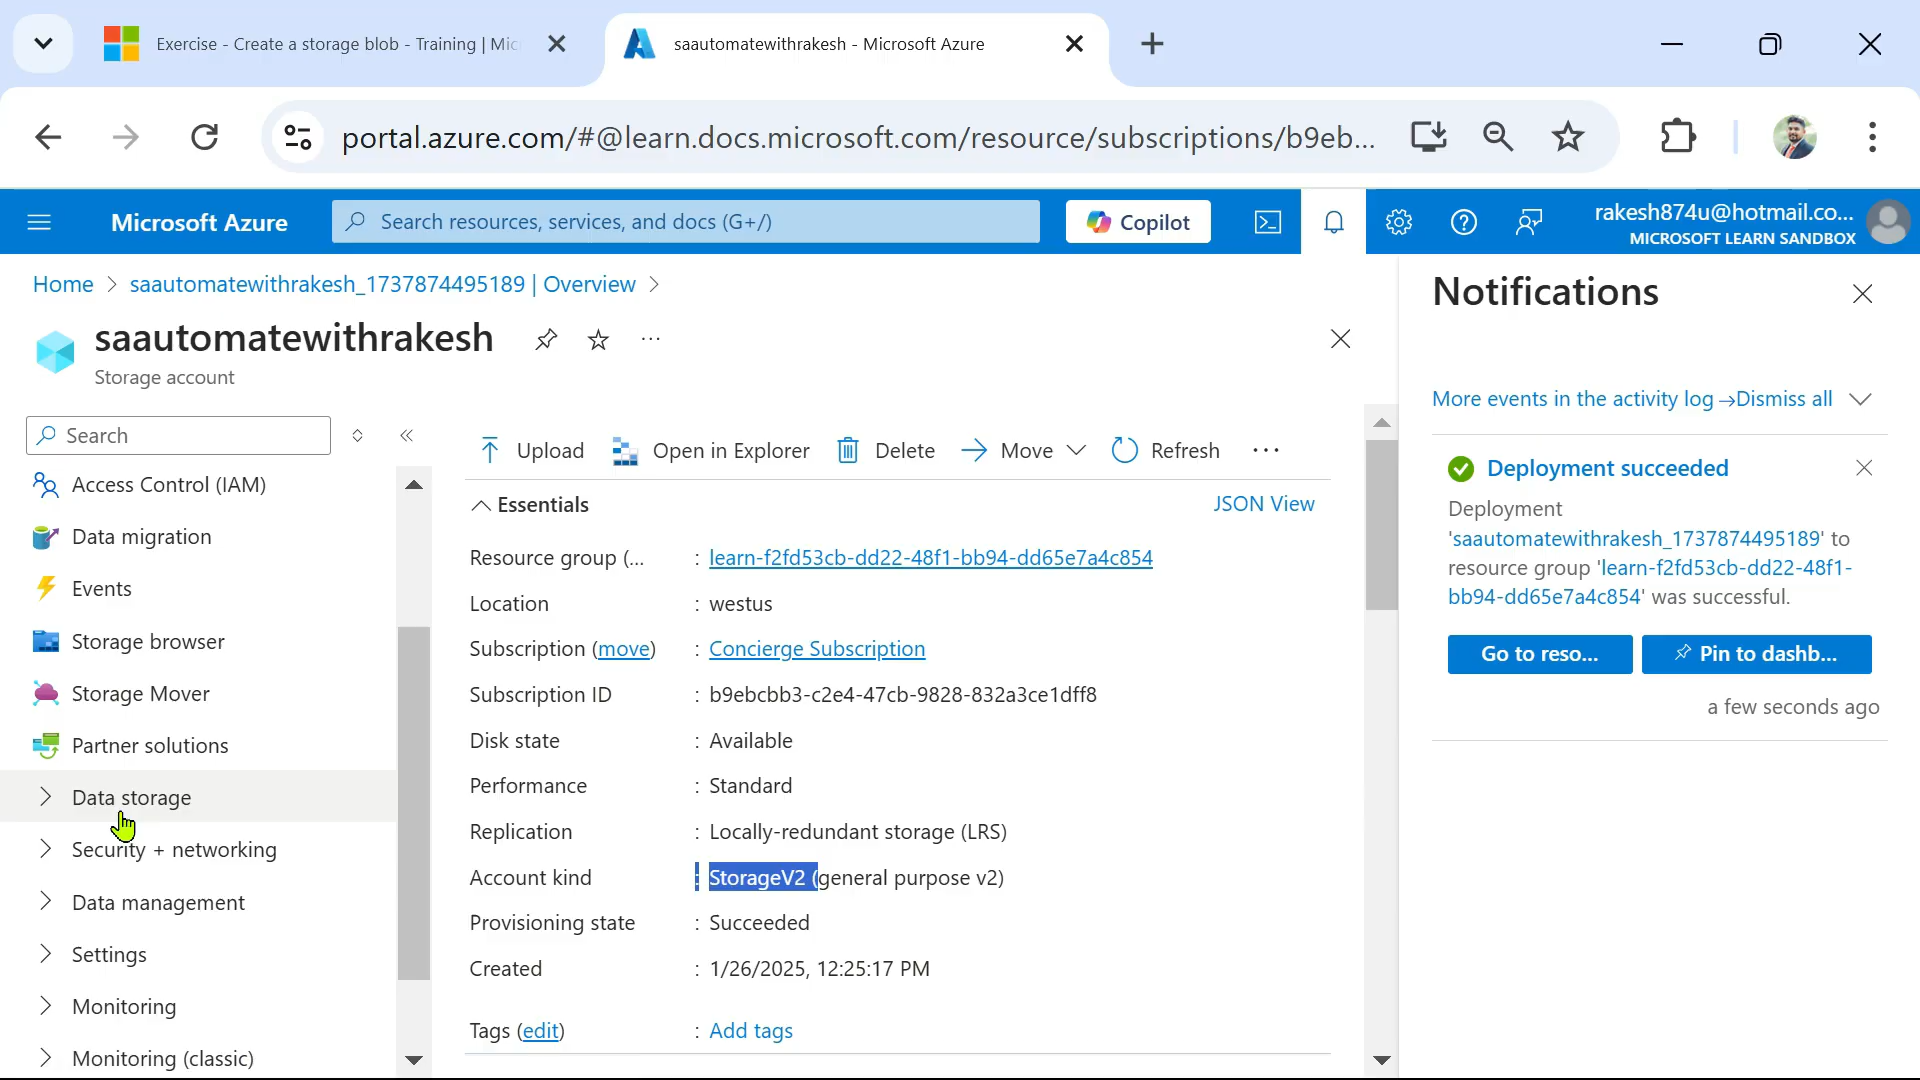 Exercise - Create a storage blob - Training | Mic
saautomatewithrakesh - Microsoft Azure
portal.azure.com/#@learn.docs.microsoft.com/resource/subscriptions/b9eb...
Microsoft Azure
Search resources, services, and docs (G+/)
Copilot
rakesh874u@hotmail.co...
MICROSOFT LEARN SANDBOX
Home > saautomatewithrakesh_1737874495189 | Overview >
saautomatewithrakesh
Storage account
Search
Access Control (IAM)
Data migration
Events
Storage browser
Storage Mover
Partner solutions
Data storage
Security + networking
Data management
Settings
Monitoring
Monitoring (classic)
Upload Open in Explorer Delete Move Refresh ...
Essentials JSON View
Resource group (... : learn-f2fd53cb-dd22-48f1-bb94-dd65e7a4c854
Location : westus
Subscription (move) : Concierge Subscription
Subscription ID : b9ebcbb3-c2e4-47cb-9828-832a3ce1dff8
Disk state : Available
Performance : Standard
Replication : Locally-redundant storage (LRS)
Account kind : StorageV2 (general purpose v2)
Provisioning state : Succeeded
Created : 1/26/2025, 12:25:17 PM
Tags (edit) : Add tags
Notifications
More events in the activity log → Dismiss all
Deployment succeeded
Deployment
'saautomatewithrakesh_1737874495189' to
resource group 'learn-f2fd53cb-dd22-48f1-
bb94-dd65e7a4c854' was successful.
Go to reso... Pin to dashb...
a few seconds ago